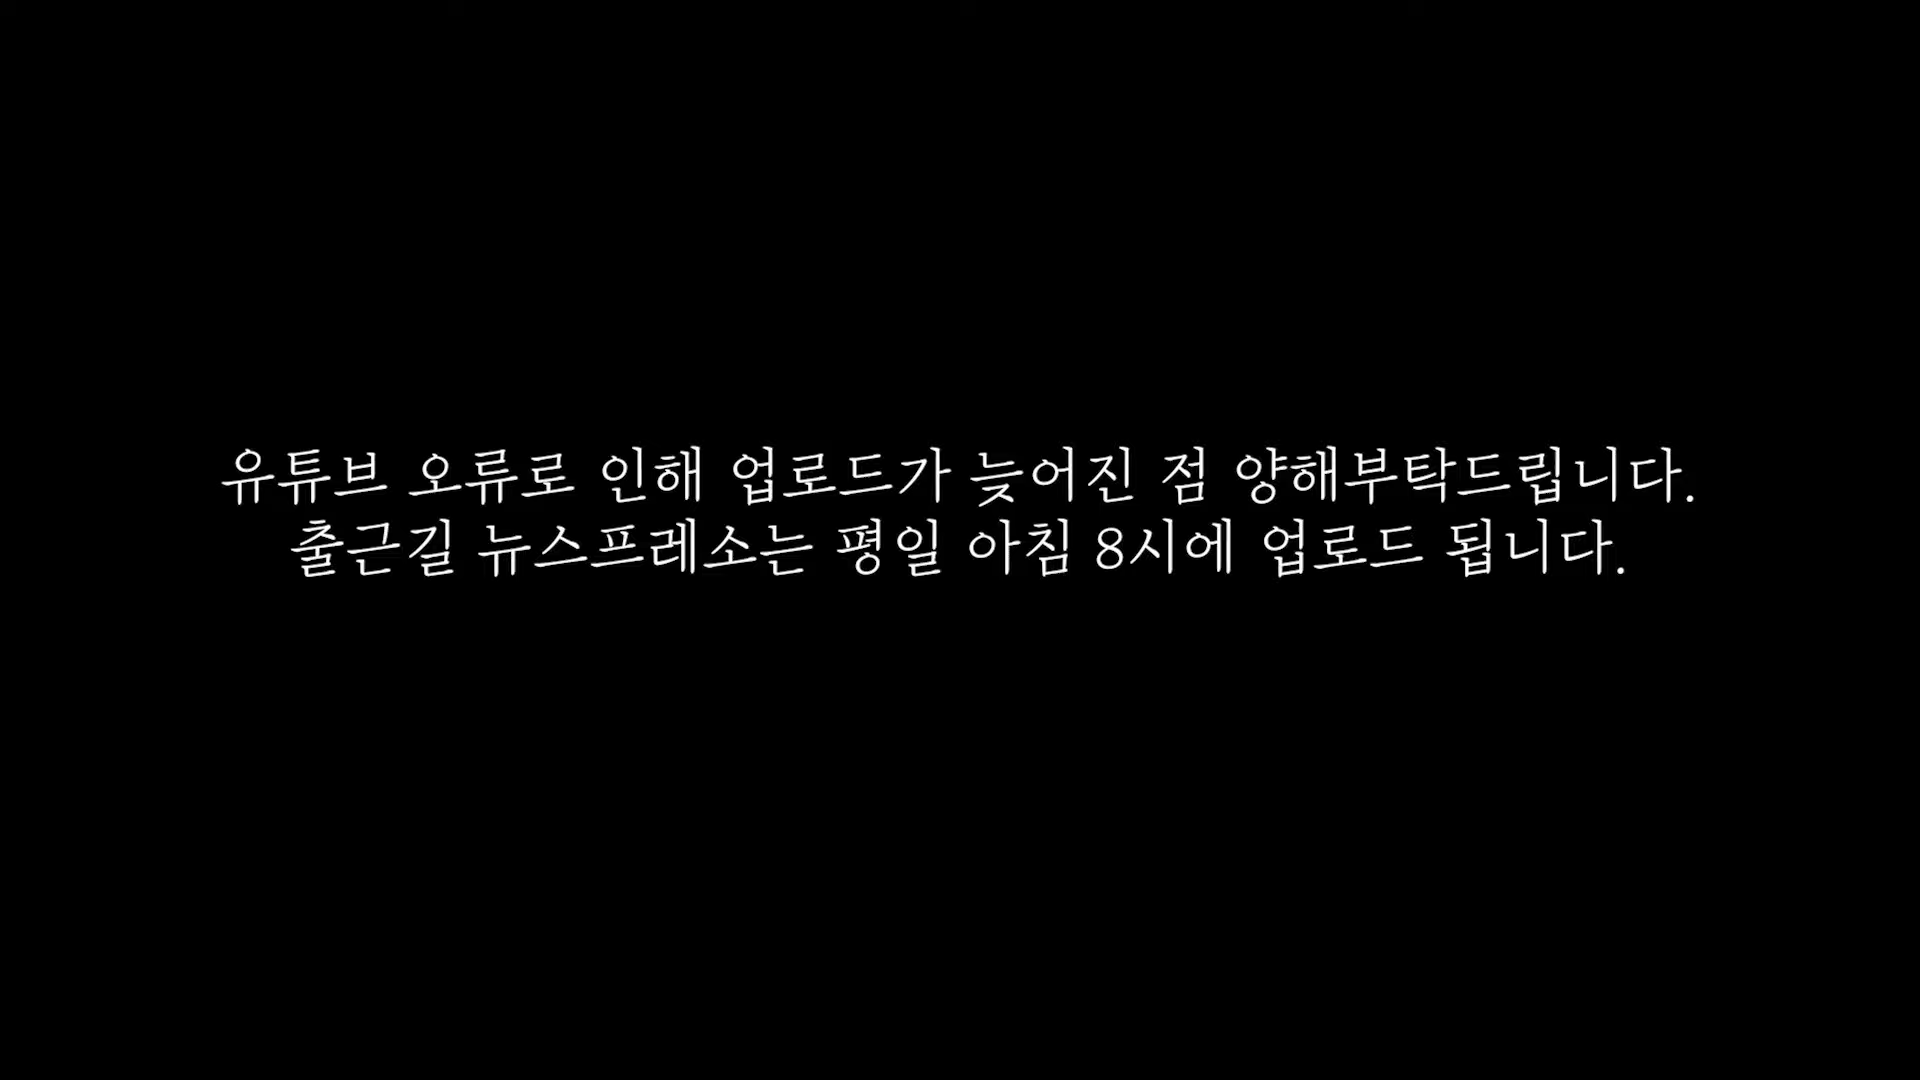 유튜브 오류로 인해 업로드가 늦어진 점 양해부탁드립니다.
출근길 뉴스프레소는 평일 아침 8시에 업로드 됩니다.